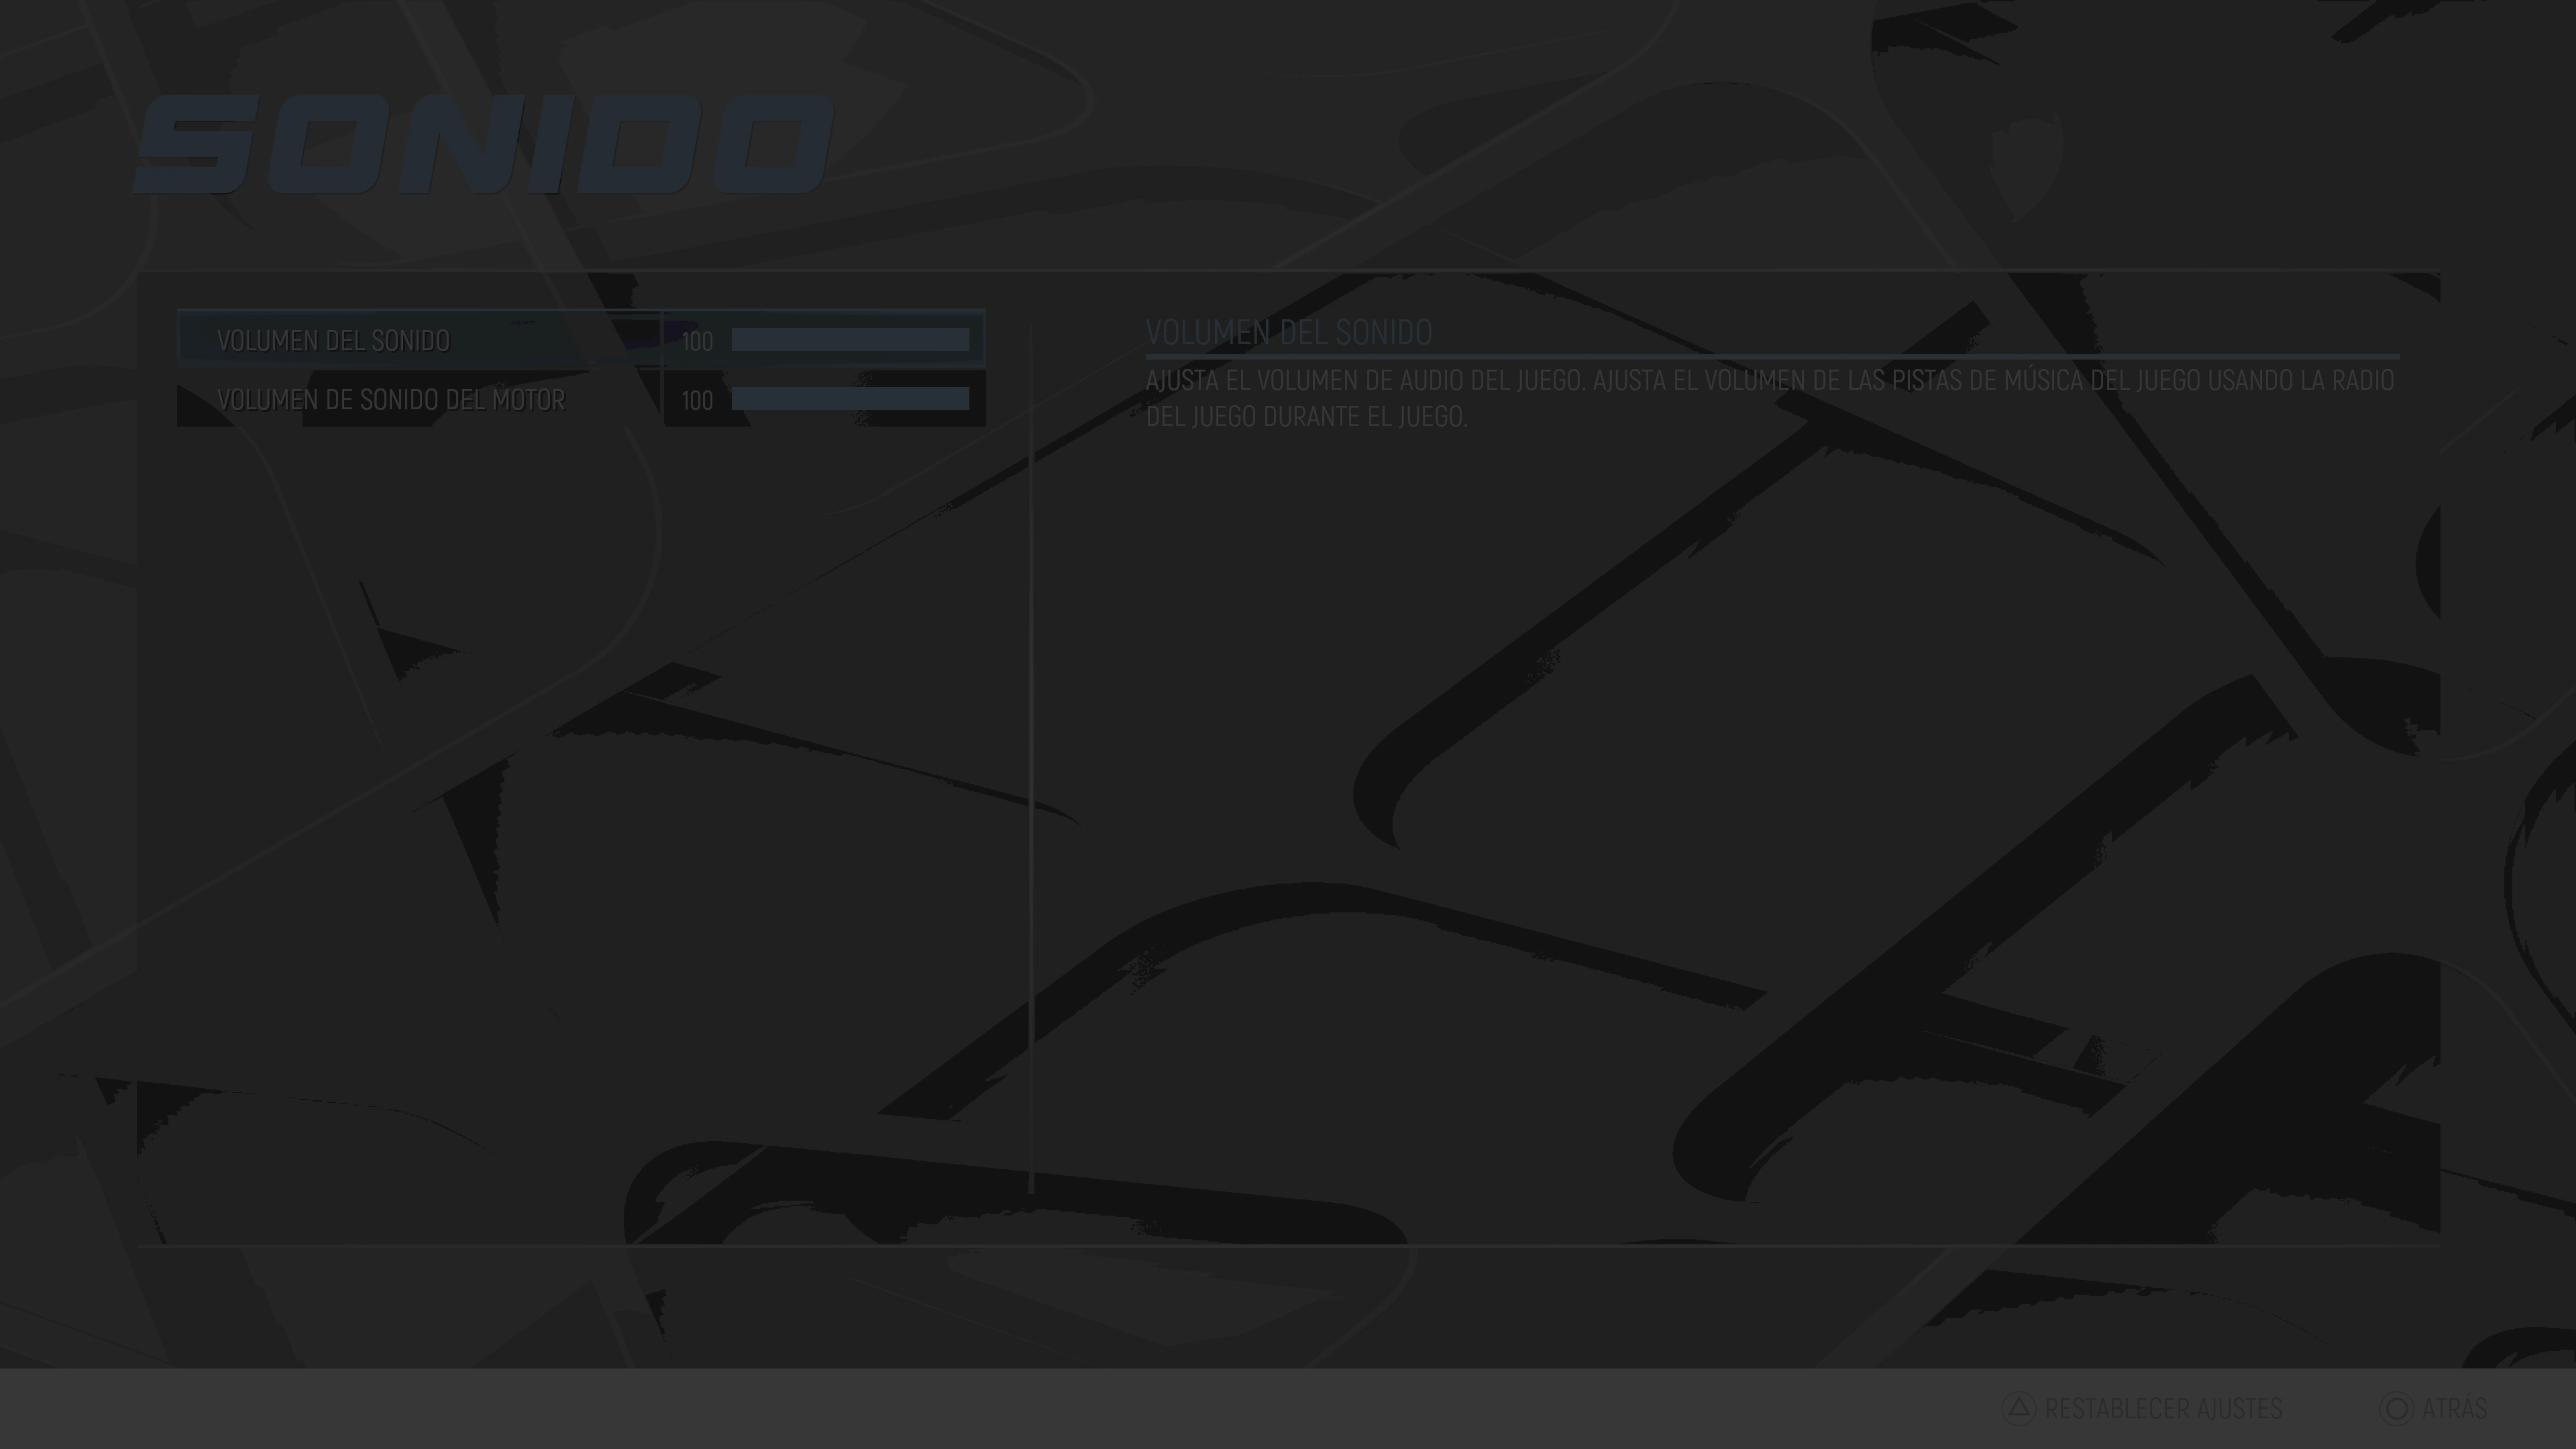 SONIDO
VOLUMEN DEL SONIDO 100
VOLUMEN DE SONIDO DEL MOTOR 100
VOLUMEN DEL SONIDO
AJUSTA EL VOLUMEN DE AUDIO DEL JUEGO. AJUSTA EL VOLUMEN DE LAS PISTAS DE MÚSICA DEL JUEGO USANDO LA RADIO
DEL JUEGO DURANTE EL JUEGO.
RESTABLECER AJUSTES ATRÁS